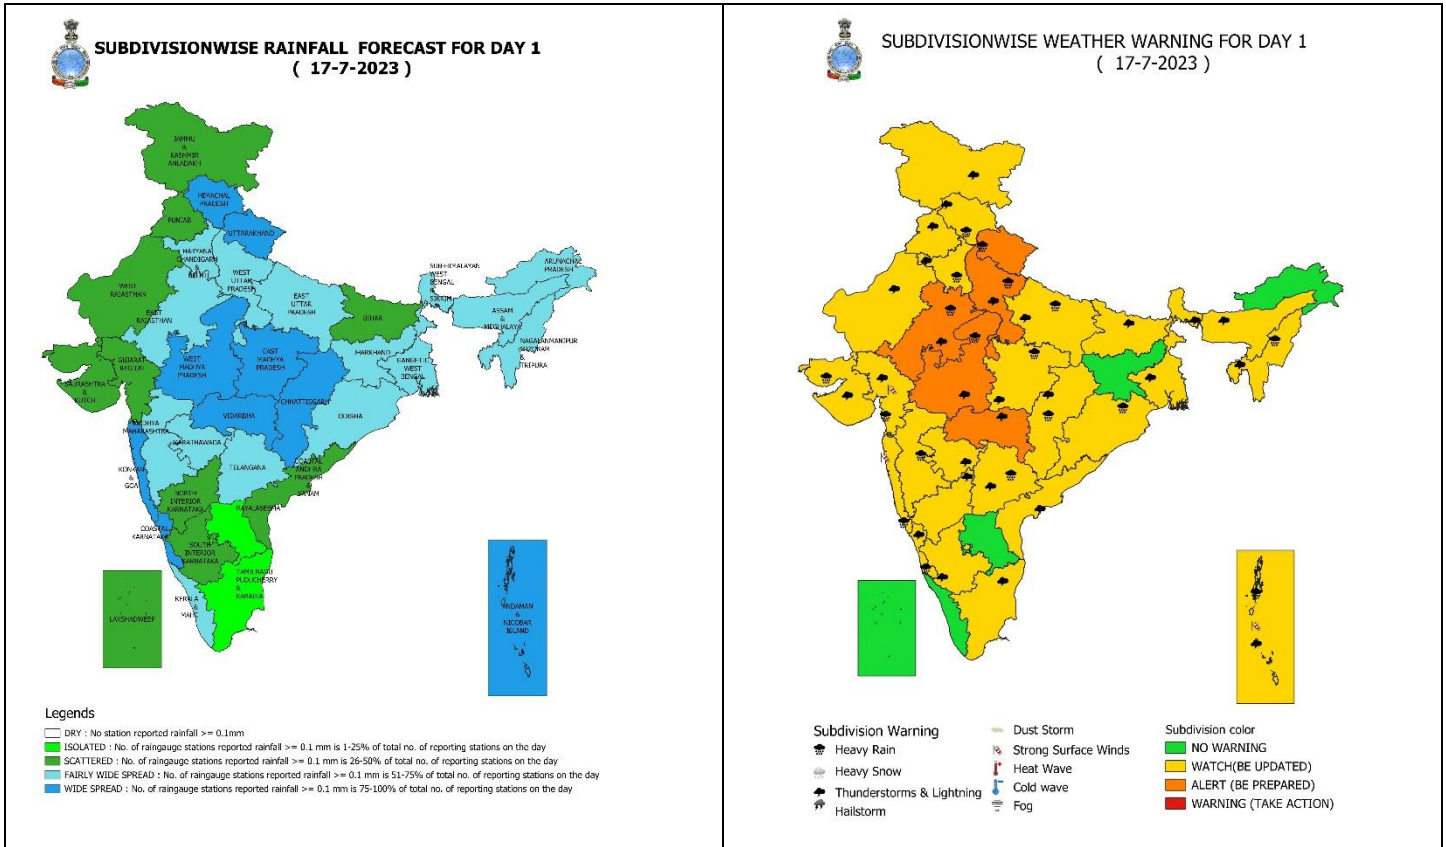 SUBDIVISIONWISE RAINFALL FORECAST FOR DAY 1
( 17-7-2023 )
JAMMU
&
KASHMIR
ANLADAKH
HIMACHAL
PRADESH
PUNJAB
UTTARAKHAND
HARYANA
CHANDIGARH
&
DELHI
WEST
UTTAR
PRADESH
WEST
RAJASTHAN
EAST
RAJASTHAN
EAST
UTTAR
PRADESH
BIHAR
SUB-HIMALAYAN
WEST
BENGAL
&
SIKKIM
ARUNACHAL
PRADESH
ASSAM
&
MEGHALAYA
NAGALANMANIPUR
MIZORAM
&
TRIPURA
GUJARAT
REGION
SAURASHTRA
&
KUTCH
WEST
MADHYA
PRADESH
EAST
MADHYA
PRADESH
JHARKHAND
GANGETIC
WEST
BENGAL
CHHATTISGARH
VIDARBHA
ODISHA
MADHYA
MAHARASHTRA
MARATHAWADA
KONKAN
&
GOA
TELANGANA
COASTAL
ANDHRA
PRADESH
&
YANAM
NORTH
INTERIOR
KARNATAKA
RAYALASEEMA
COASTAL
KARNATAKA
SOUTH
INTERIOR
KARNATAKA
TAMILNADU
PUDUCHERRY
&
KARAIKAL
KERALA
&
MAHE
LAKSHADWEEP
ANDAMAN
&
NICOBAR
ISLAND
Legends
DRY : No station reported rainfall >= 0.1mm
ISOLATED : No. of raingauge stations reported rainfall >= 0.1 mm is 1-25% of total no. of reporting stations on the day
SCATTERED : No. of raingauge stations reported rainfall >= 0.1 mm is 26-50% of total no. of reporting stations on the day
FAIRLY WIDE SPREAD : No. of raingauge stations reported rainfall >= 0.1 mm is 51-75% of total no. of reporting stations on the day
WIDE SPREAD : No. of raingauge stations reported rainfall >= 0.1 mm is 75-100% of total no. of reporting stations on the day
SUBDIVISIONWISE WEATHER WARNING FOR DAY 1
( 17-7-2023 )
Subdivision Warning
Heavy Rain
Heavy Snow
Thunderstorms & Lightning
Hailstorm
Dust Storm
Strong Surface Winds
Heat Wave
Cold wave
Fog
Subdivision color
NO WARNING
WATCH(BE UPDATED)
ALERT (BE PREPARED)
WARNING (TAKE ACTION)